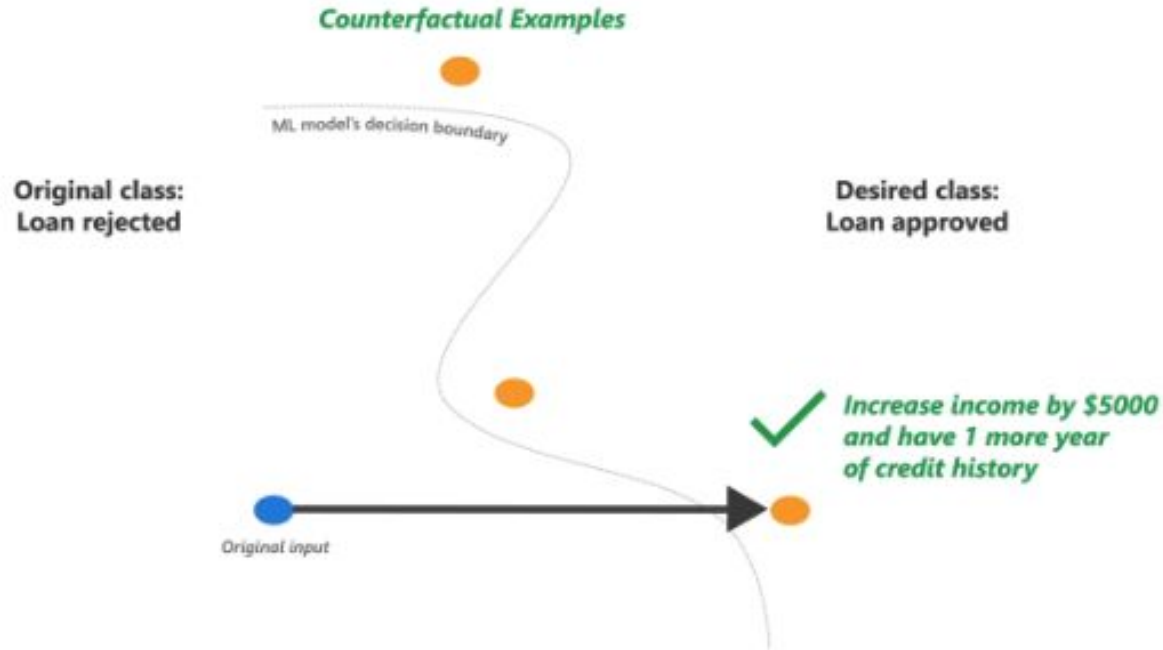 Counterfactual Examples
ML model's decision boundary
Original class:
Loan rejected
Desired class:
Loan approved
Increase income by $5000
and have 1 more year
of credit history
Original input